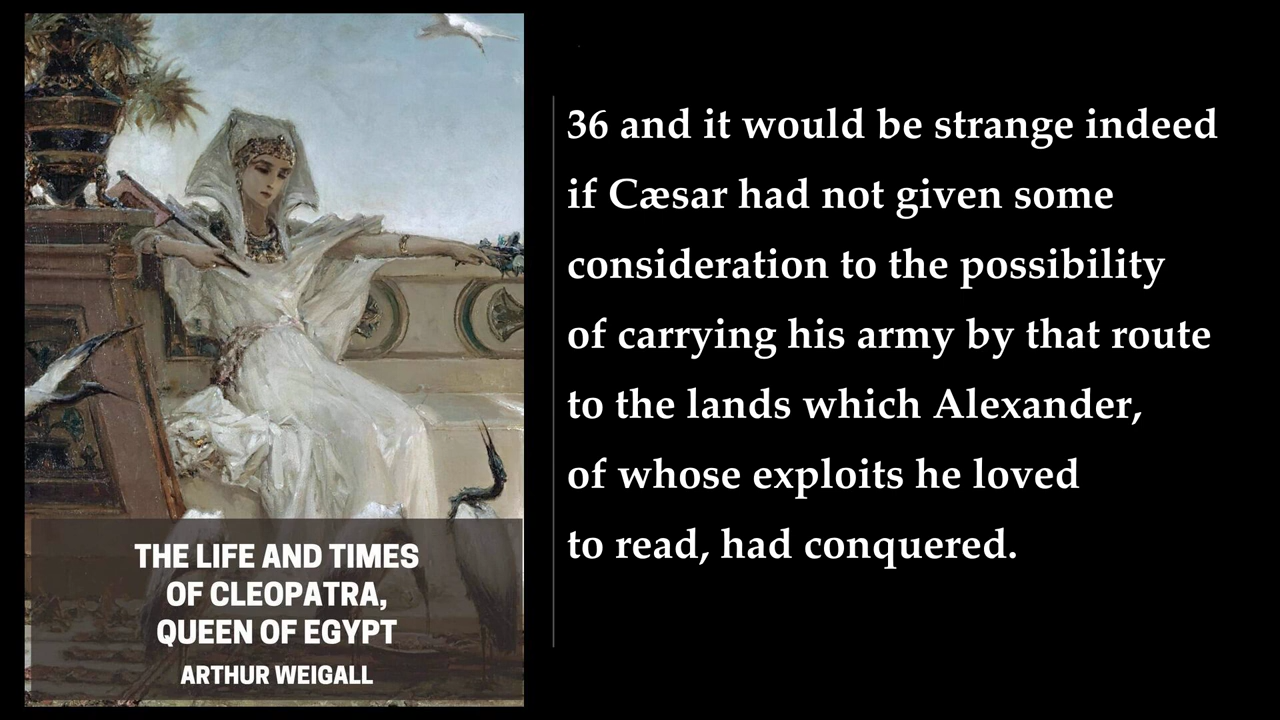 THE LIFE AND TIMES
OF CLEOPATRA,
QUEEN OF EGYPT
ARTHUR WEIGALL
36 and it would be strange indeed
if Cæsar had not given some
consideration to the possibility
of carrying his army by that route
to the lands which Alexander,
of whose exploits he loved
to read, had conquered.